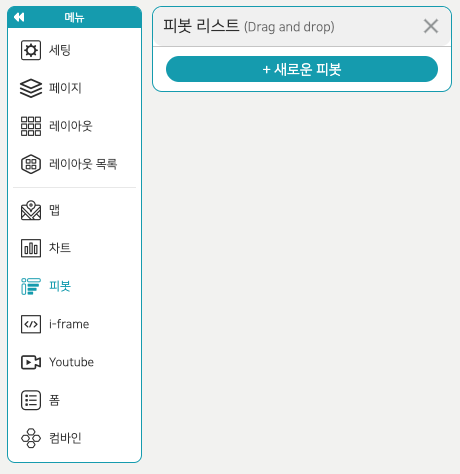 메뉴
세팅
페이지
레이아웃
레이아웃 목록
맵
차트
피봇
i-frame
Youtube
폼
컴바인
피봇 리스트 (Drag and drop)
+ 새로운 피봇